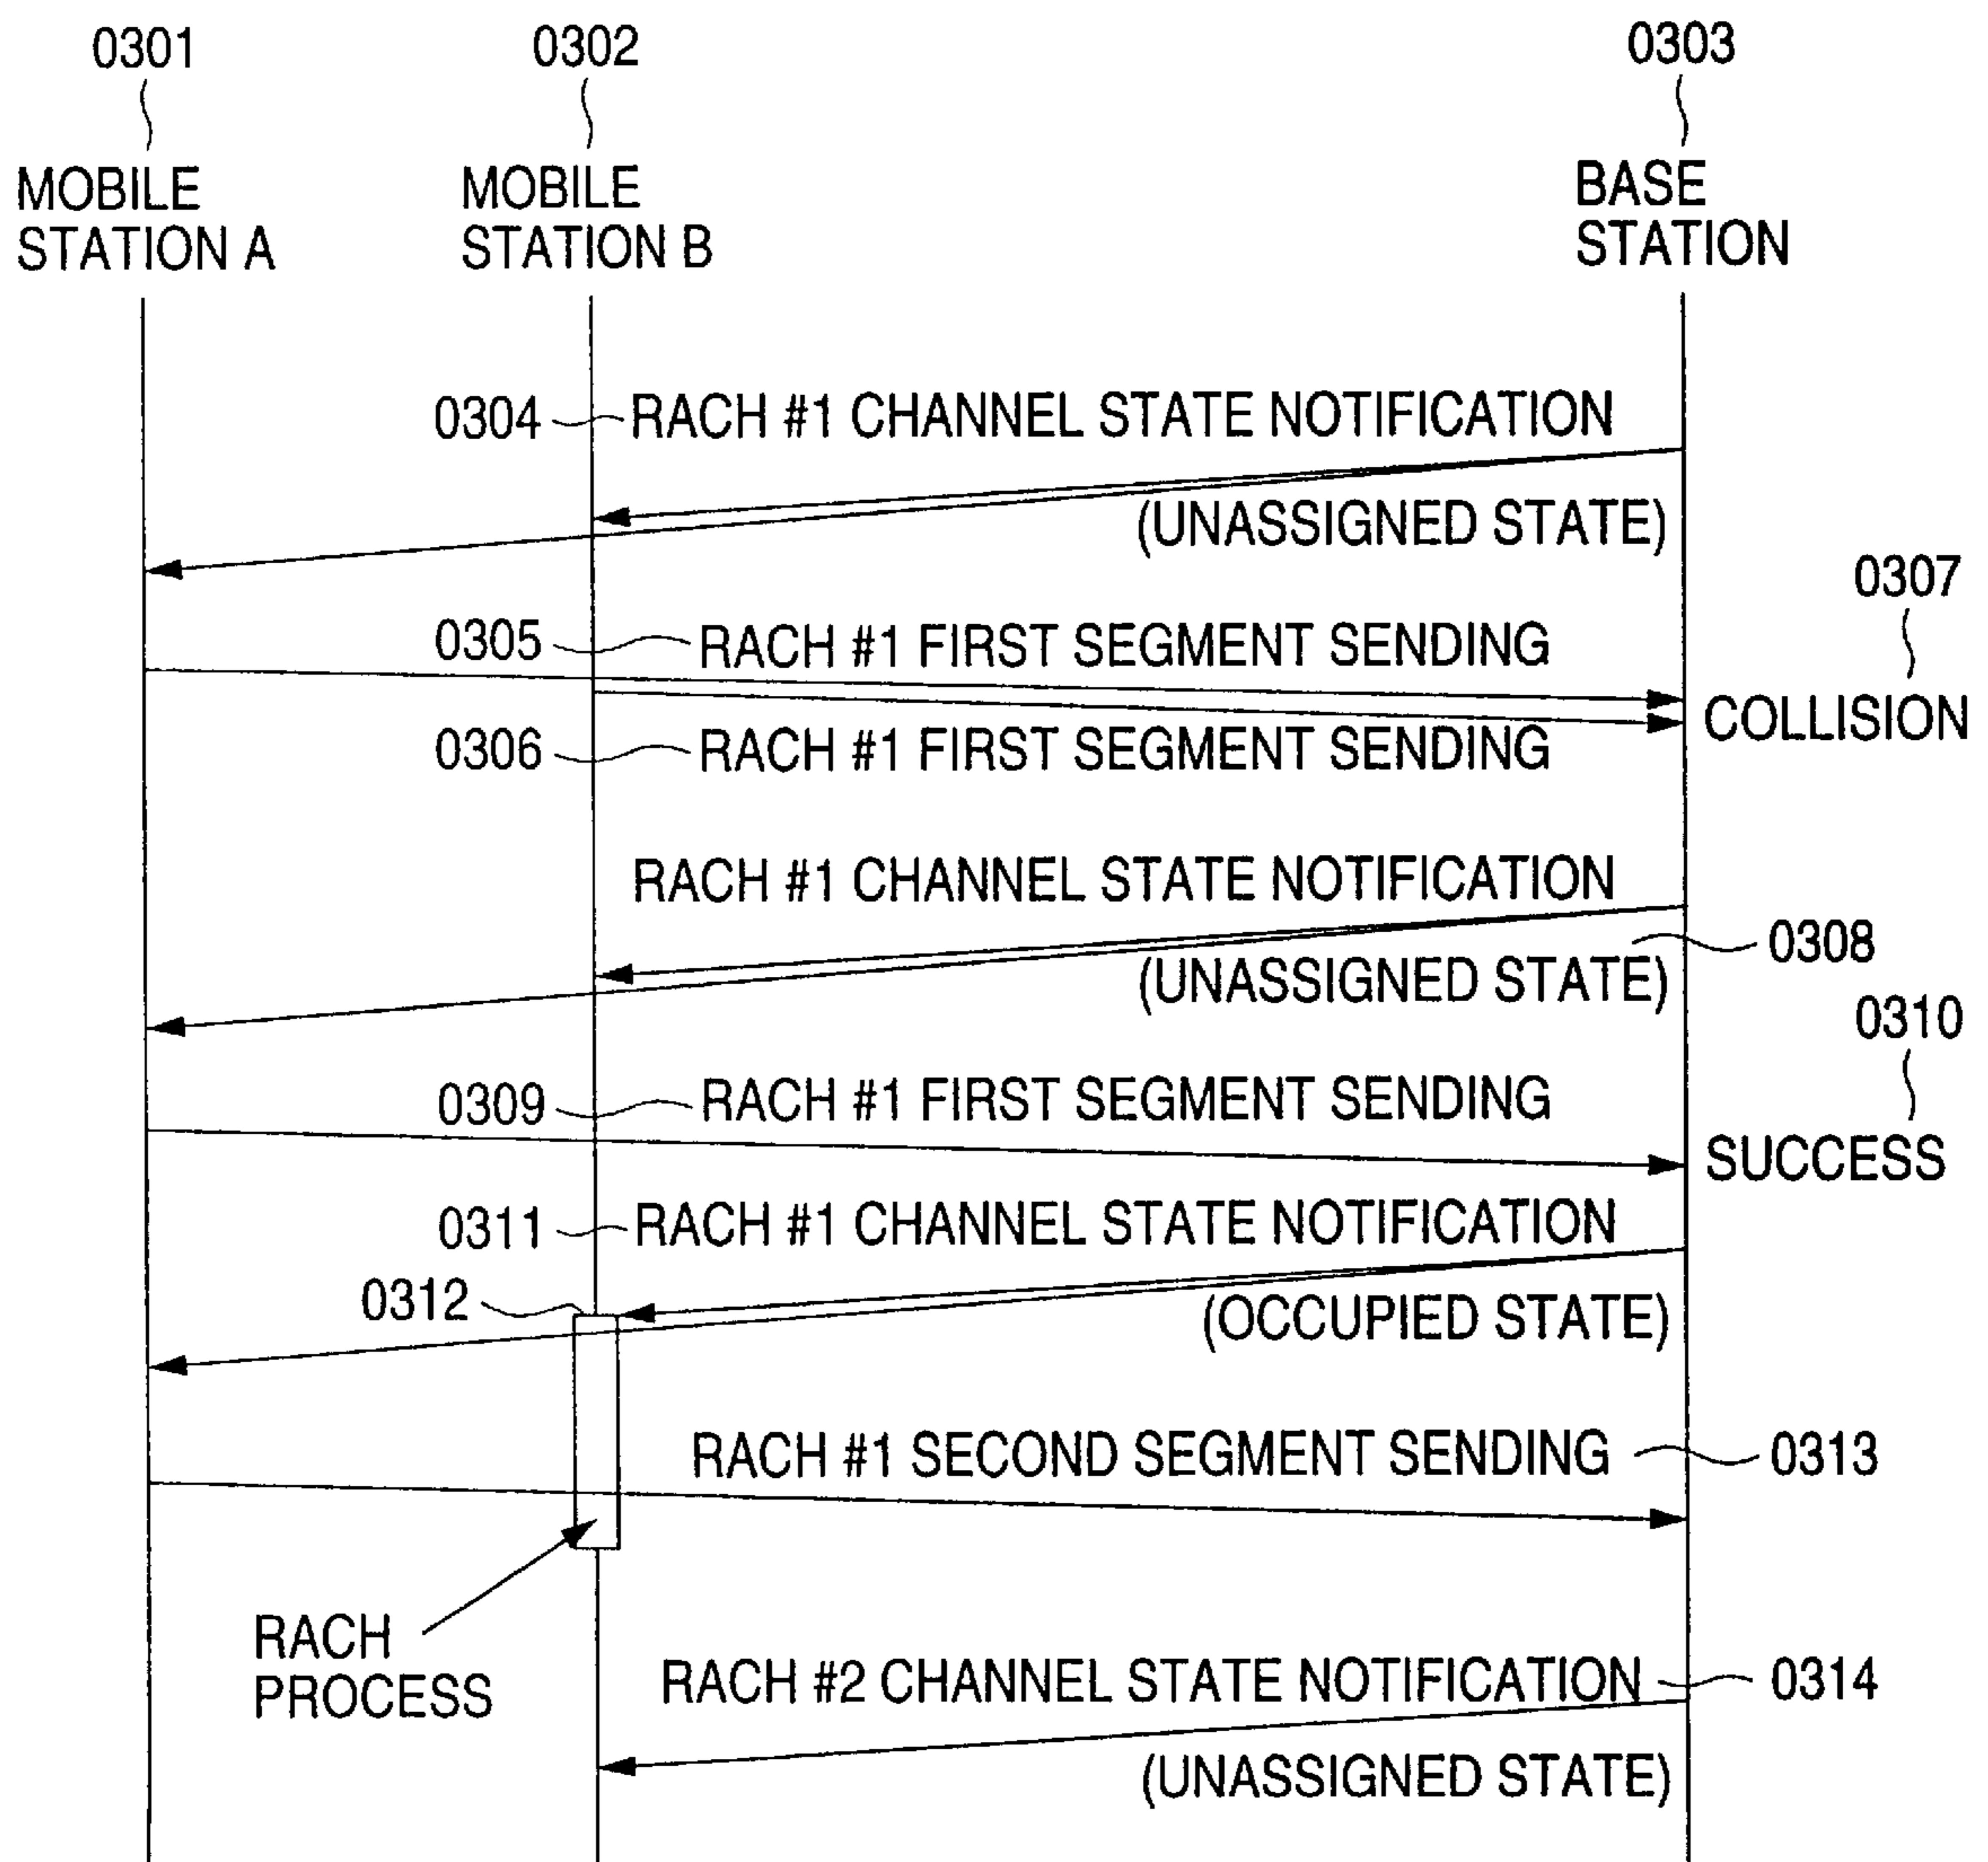 0301
0302
0303
MOBILE
STATION A
MOBILE
STATION B
BASE
STATION
0304
RACH #1 CHANNEL STATE NOTIFICATION
(UNASSIGNED STATE)
0307
0305
RACH #1 FIRST SEGMENT SENDING
COLLISION
0306
RACH #1 FIRST SEGMENT SENDING
RACH #1 CHANNEL STATE NOTIFICATION
0308
(UNASSIGNED STATE)
0310
0309
RACH #1 FIRST SEGMENT SENDING
SUCCESS
0311
RACH #1 CHANNEL STATE NOTIFICATION
0312
(OCCUPIED STATE)
RACH #1 SECOND SEGMENT SENDING
0313
RACH
PROCESS
RACH #2 CHANNEL STATE NOTIFICATION
0314
(UNASSIGNED STATE)